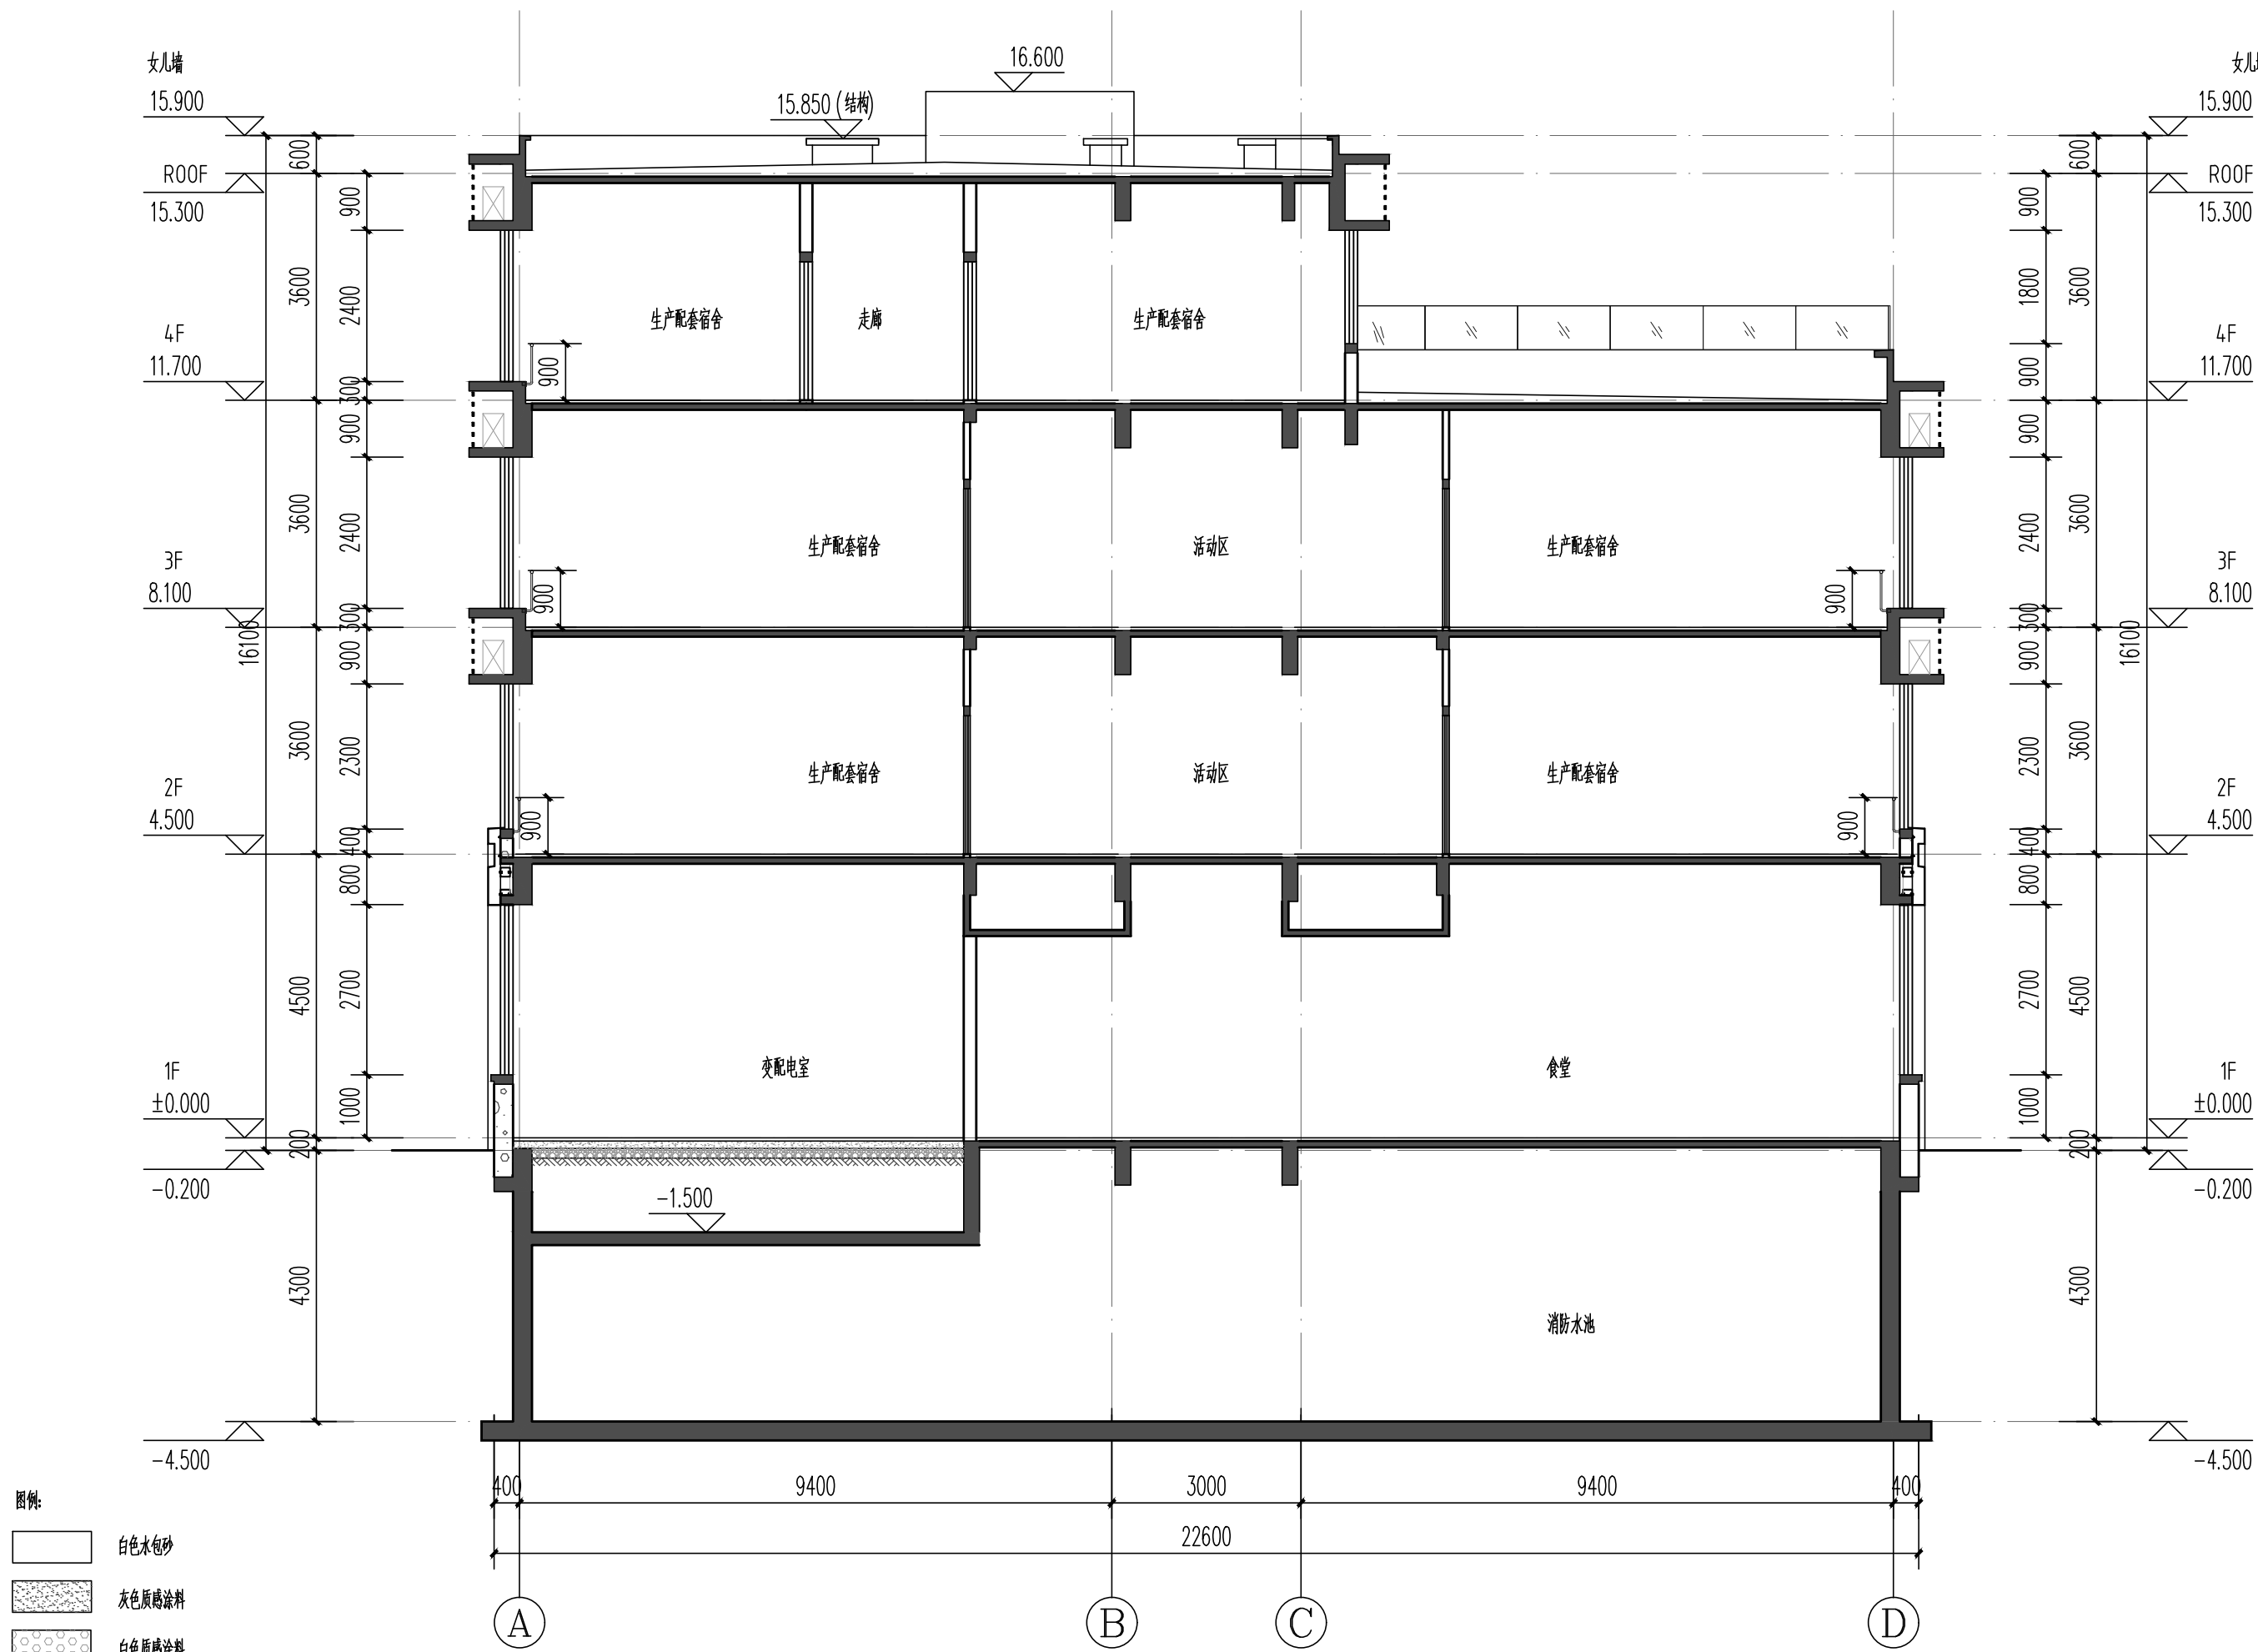 女儿墙
15.900
ROOF
15.300
4F
11.700
3F
8.100
2F
4.500
1F
±0.000
-0.200
-4.500
16100
600
3600
3600
3600
4500
200
4300
900
2400
300
900
2400
300
900
2300
400
800
2700
1000
15.850(结构)
16.600
生产配套宿舍
走廊
生产配套宿舍
900
生产配套宿舍
活动区
生产配套宿舍
900
900
生产配套宿舍
活动区
生产配套宿舍
900
900
变配电室
食堂
-1.500
消防水池
900
1800
900
900
2400
300
900
2300
400
800
2700
1000
600
3600
3600
3600
4500
200
4300
16100
女儿
15.900
ROOF
15.300
4F
11.700
3F
8.100
2F
4.500
1F
±0.000
-0.200
-4.500
400
9400
3000
9400
400
22600
A
B
C
D
图例:
白色水包砂
灰色质感涂料
白色质感涂料